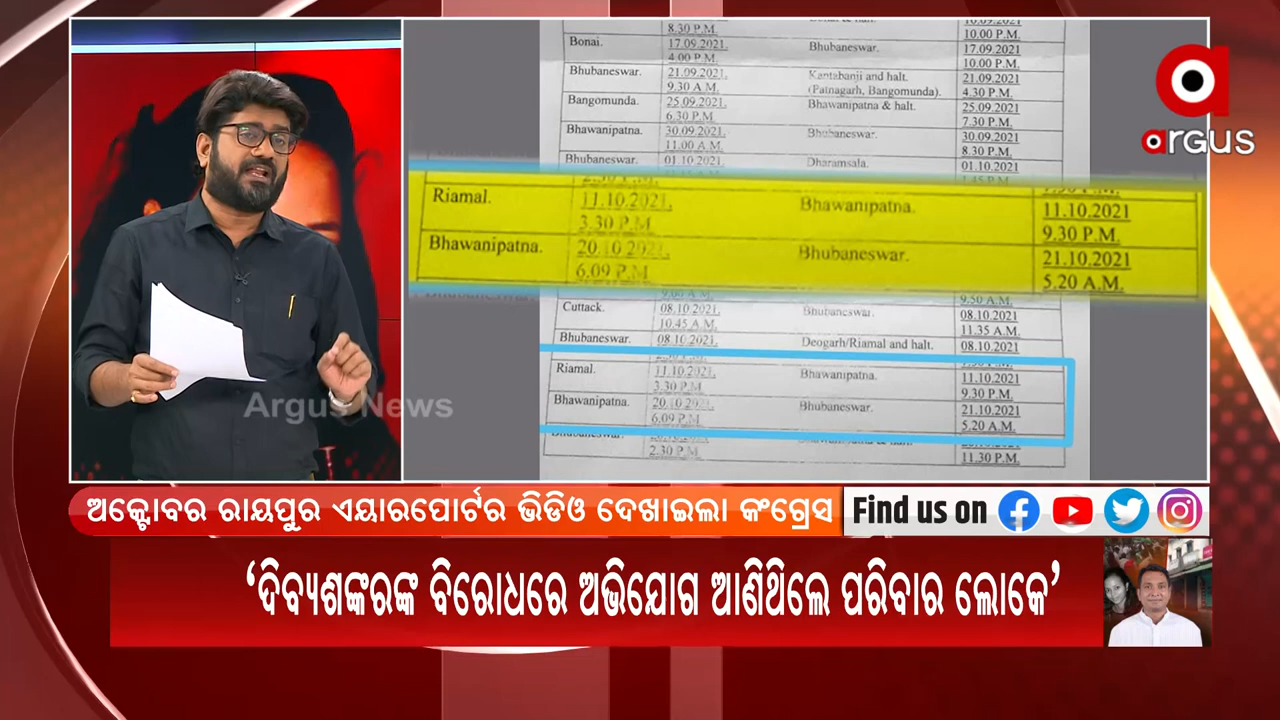 8.30 P.M. 10.00 P.M.
Bonai. 17.09.2021. Bhubaneswar. 17.09.2021
4.00 P.M. 10.00 P.M.
Bhubaneswar. 21.09.2021. Kantabanji and halt. 21.09.2021
9.30 A.M. (Patnagarh, Bangomunda). 4.30 P.M.
Bangomunda. 25.09.2021. Bhawanipatna & halt. 25.09.2021
6.30 P.M. 7.30 P.M.
Bhawanipatna. 30.09.2021. Bhubaneswar. 30.09.2021
11.00 A.M. 8.30 P.M.
Bhubaneswar. 01.10.2021. Dharamsala. 01.10.2021
argus
Riamal. 11.10.2021. Bhawanipatna. 11.10.2021
3.30 P.M. 9.30 P.M.
Bhawanipatna. 20.10.2021. Bhubaneswar. 21.10.2021
6.09 P.M 5.20 A.M.
Cuttack. 08.10.2021. Bhubaneswar. 08.10.2021
10.45 A.M. 11.35 A.M.
Bhubaneswar. 08.10.2021. Deogarh/Riamal and halt. 08.10.2021
Riamal. 11.10.2021. Bhawanipatna. 11.10.2021
3.30 P.M. 9.30 P.M.
Bhawanipatna. 20.10.2021. Bhubaneswar. 21.10.2021
6.09 P.M. 5.20 A.M.
2.30 P.M. 11.30 P.M.
Argus News
ଅକ୍ଟୋବର ରାୟପୁର ଏୟାରପୋର୍ଟର ଭିଡିଓ ଦେଖାଇଲା କଂଗ୍ରେସ
Find us on
‘ଦିବ୍ୟଶଙ୍କରଙ୍କ ବିରୋଧରେ ଅଭିଯୋଗ ଆଣିଥିଲେ ପରିବାର ଲୋକେ’